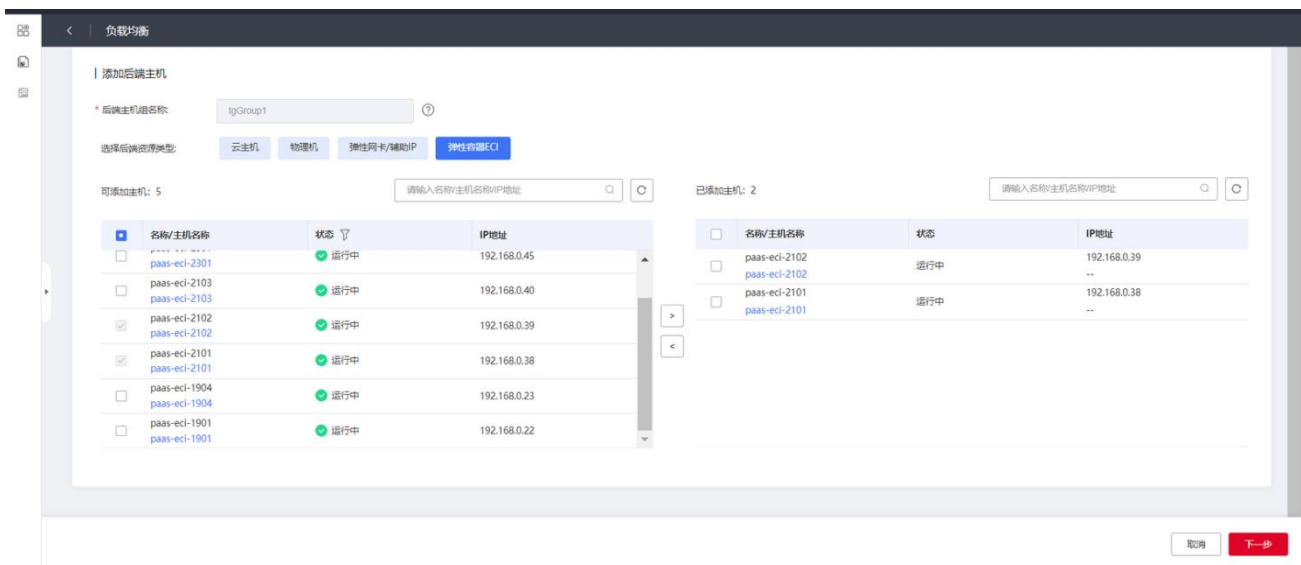 负载均衡
添加后端主机
* 后端主机组名称: tgGroup1
选择后端资源类型: 云主机 物理机 弹性网卡/辅助IP 弹性容器ECI
可添加主机: 5 请输入名称/主机名称/IP地址
已添加主机: 2 请输入名称/主机名称/IP地址
名称/主机名称 状态 IP地址
paas-eci-2301 运行中 192.168.0.45
paas-eci-2103
paas-eci-2103 运行中 192.168.0.40
paas-eci-2102
paas-eci-2102 运行中 192.168.0.39
paas-eci-2101
paas-eci-2101 运行中 192.168.0.38
paas-eci-1904
paas-eci-1904 运行中 192.168.0.23
paas-eci-1901
paas-eci-1901 运行中 192.168.0.22
名称/主机名称 状态 IP地址
paas-eci-2102 运行中 192.168.0.39
paas-eci-2102 --
paas-eci-2101 运行中 192.168.0.38
paas-eci-2101 --
取消 下一步